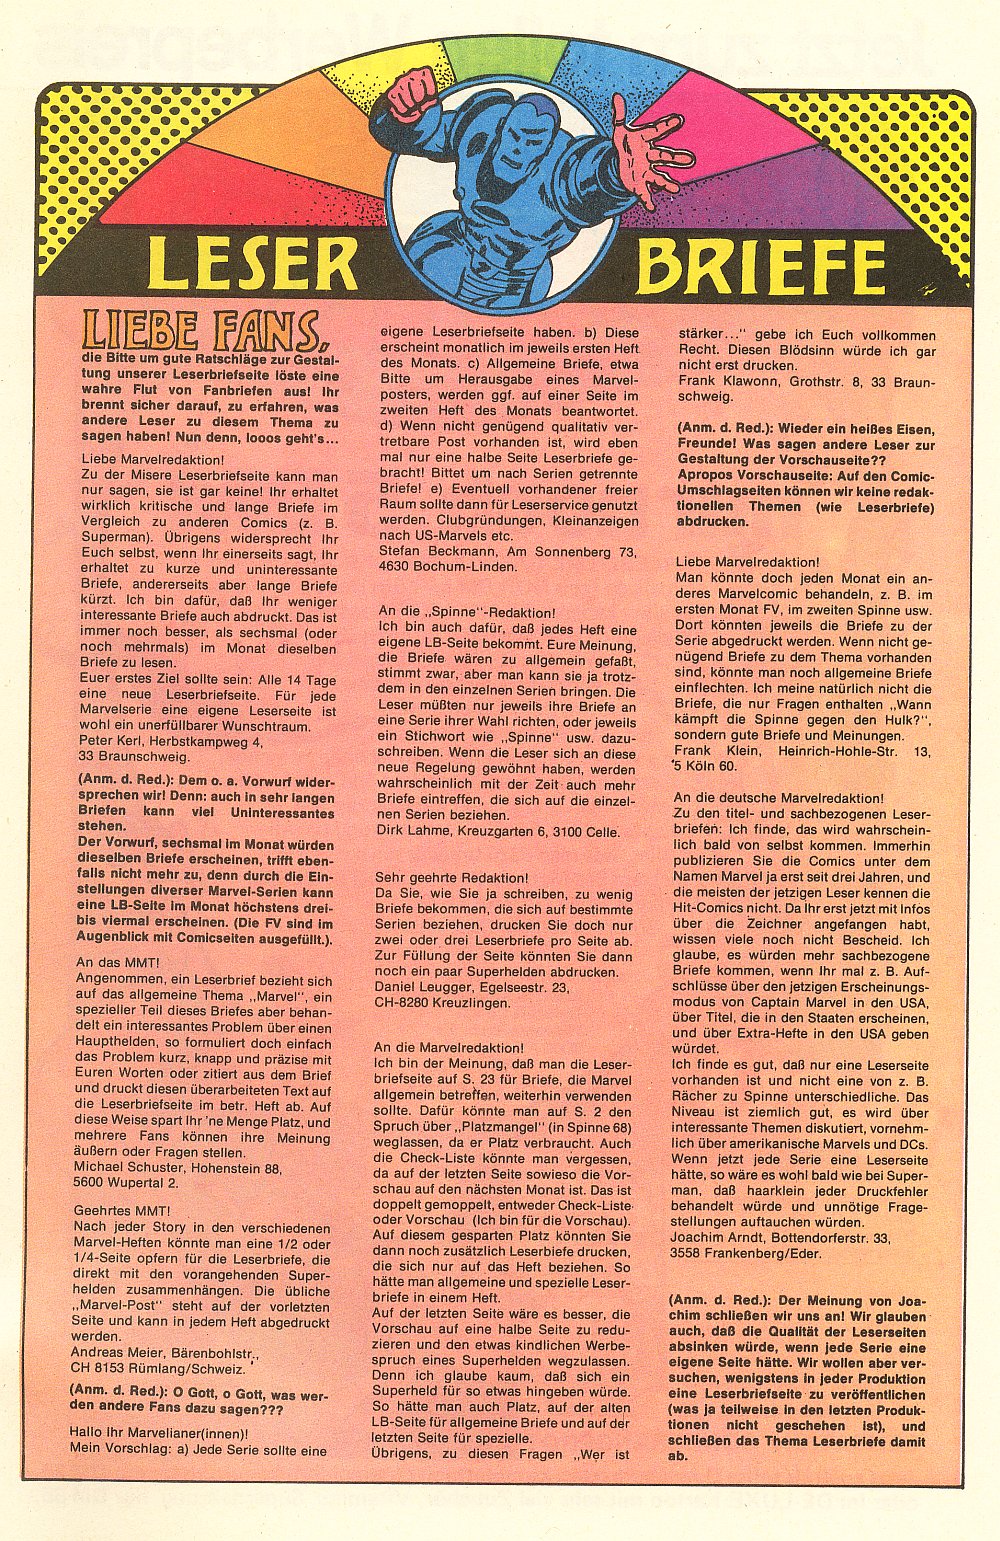 LESER BRIEFE
LIEBE FANS,
die Bitte um gute Ratschläge zur Gestal-
tung unserer Leserbriefseite löste eine
wahre Flut von Fanbriefen aus! Ihr
brennt sicher darauf, zu erfahren, was
andere Leser zu diesem Thema zu
sagen haben! Nun denn, looos geht's...
Liebe Marvelredaktion!
Zu der Misere Leserbriefseite kann man
nur sagen, sie ist gar keine! Ihr erhaltet
wirklich kritische und lange Briefe im
Vergleich zu anderen Comics (z. B.
Superman). Übrigens widersprecht Ihr
Euch selbst, wenn Ihr einerseits sagt, Ihr
erhaltet zu kurze und uninteressante
Briefe, andererseits aber lange Briefe
kürzt. Ich bin dafür, daß Ihr weniger
interessante Briefe auch abdruckt. Das ist
immer noch besser, als sechsmal (oder
noch mehrmals) im Monat dieselben
Briefe zu lesen.
Euer erstes Ziel sollte sein: Alle 14 Tage
eine neue Leserbriefseite. Für jede
Marvelserie eine eigene Leserseite ist
wohl ein unerfüllbarer Wunschtraum.
Peter Kerl, Herbstkampweg 4,
33 Braunschweig.
(Anm. d. Red.): Dem o. a. Vorwurf wider-
sprechen wir! Denn: auch in sehr langen
Briefen kann viel Uninteressantes
stehen.
Der Vorwurf, sechsmal im Monat würden
dieselben Briefe erscheinen, trifft eben-
falls nicht mehr zu, denn durch die Ein-
stellungen diverser Marvel-Serien kann
eine LB-Seite im Monat höchstens drei-
bis viermal erscheinen. (Die FV sind im
Augenblick mit Comicseiten ausgefüllt.).
An das MMT!
Angenommen, ein Leserbrief bezieht sich
auf das allgemeine Thema „Marvel", ein
spezieller Teil dieses Briefes aber behan-
delt ein interessantes Problem über einen
Haupthelden, so formuliert doch einfach
das Problem kurz, knapp und präzise mit
Euren Worten oder zitiert aus dem Brief
und druckt diesen überarbeiteten Text auf
die Leserbriefseite im betr. Heft ab. Auf
diese Weise spart Ihr 'ne Menge Platz, und
mehrere Fans können ihre Meinung
äußern oder Fragen stellen.
Michael Schuster, Hohenstein 88,
5600 Wupertal 2.
Geehrtes MMT!
Nach jeder Story in den verschiedenen
Marvel-Heften könnte man eine 1/2 oder
1/4-Seite opfern für die Leserbriefe, die
direkt mit den vorangehenden Super-
helden zusammenhängen. Die übliche
„Marvel-Post" steht auf der vorletzten
Seite und kann in jedem Heft abgedruckt
werden.
Andreas Meier, Bärenbohlstr.,
CH 8153 Rümlang/Schweiz.
(Anm. d. Red.): O Gott, o Gott, was wer-
den andere Fans dazu sagen???
Hallo Ihr Marvelianer(innen)!
Mein Vorschlag: a) Jede Serie sollte eine
eigene Leserbriefseite haben. b) Diese
erscheint monatlich im jeweils ersten Heft
des Monats. c) Allgemeine Briefe, etwa
Bitte um Herausgabe eines Marvel-
posters, werden ggf. auf einer Seite im
zweiten Heft des Monats beantwortet.
d) Wenn nicht genügend qualitativ ver-
tretbare Post vorhanden ist, wird eben
mal nur eine halbe Seite Leserbriefe ge-
bracht! Bittet um nach Serien getrennte
Briefe! e) Eventuell vorhandener freier
Raum sollte dann für Leserservice genutzt
werden. Clubgründungen, Kleinanzeigen
nach US-Marvels etc.
Stefan Beckmann, Am Sonnenberg 73,
4630 Bochum-Linden.
An die „Spinne"-Redaktion!
Ich bin auch dafür, daß jedes Heft eine
eigene LB-Seite bekommt. Eure Meinung,
die Briefe wären zu allgemein gefaßt,
stimmt zwar, aber man kann sie ja trotz-
dem in den einzelnen Serien bringen. Die
Leser müßten nur jeweils ihre Briefe an
eine Serie ihrer Wahl richten, oder jeweils
ein Stichwort wie „Spinne" usw. dazu-
schreiben. Wenn die Leser sich an diese
neue Regelung gewöhnt haben, werden
wahrscheinlich mit der Zeit auch mehr
Briefe eintreffen, die sich auf die einzel-
nen Serien beziehen.
Dirk Lahme, Kreuzgarten 6, 3100 Celle.
Sehr geehrte Redaktion!
Da Sie, wie Sie ja schreiben, zu wenig
Briefe bekommen, die sich auf bestimmte
Serien beziehen, drucken Sie doch nur
zwei oder drei Leserbriefe pro Seite ab.
Zur Füllung der Seite könnten Sie dann
noch ein paar Superhelden abdrucken.
Daniel Leugger, Egelseestr. 23,
CH-8280 Kreuzlingen.
An die Marvelredaktion!
Ich bin der Meinung, daß man die Leser-
briefseite auf S. 23 für Briefe, die Marvel
allgemein betreffen, weiterhin verwenden
sollte. Dafür könnte man auf S. 2 den
Spruch über „Platzmangel" (in Spinne 68)
weglassen, da er Platz verbraucht. Auch
die Check-Liste könnte man vergessen,
da auf der letzten Seite sowieso die Vor-
schau auf den nächsten Monat ist. Das ist
doppelt gemoppelt, entweder Check-Liste
oder Vorschau (Ich bin für die Vorschau).
Auf diesem gesparten Platz könnten Sie
dann noch zusätzlich Leserbiefe drucken,
die sich nur auf das Heft beziehen. So
hätte man allgemeine und spezielle Leser-
briefe in einem Heft.
Auf der letzten Seite wäre es besser, die
Vorschau auf eine halbe Seite zu redu-
zieren und den etwas kindlichen Werbe-
spruch eines Superhelden wegzulassen.
Denn ich glaube kaum, daß sich ein
Superheld für so etwas hingeben würde.
So hätte man auch Platz, auf der alten
LB-Seite für allgemeine Briefe und auf der
letzten Seite für spezielle.
Übrigens, zu diesen Fragen „Wer ist
stärker..." gebe ich Euch vollkommen
Recht. Diesen Blödsinn würde ich gar
nicht erst drucken.
Frank Klawonn, Grothstr. 8, 33 Braun-
schweig.
(Anm. d. Red.): Wieder ein heißes Eisen,
Freunde! Was sagen andere Leser zur
Gestaltung der Vorschauseite??
Apropos Vorschauseite: Auf den Comic-
Umschlagseiten können wir keine redak-
tionellen Themen (wie Leserbriefe)
abdrucken.
Liebe Marvelredaktion!
Man könnte doch jeden Monat ein an-
deres Marvelcomic behandeln, z. B. im
ersten Monat FV, im zweiten Spinne usw.
Dort könnten jeweils die Briefe zu der
Serie abgedruckt werden. Wenn nicht ge-
nügend Briefe zu dem Thema vorhanden
sind, könnte man noch allgemeine Briefe
einflechten. Ich meine natürlich nicht die
Briefe, die nur Fragen enthalten „Wann
kämpft die Spinne gegen den Hulk?",
sondern gute Briefe und Meinungen.
Frank Klein, Heinrich-Hohle-Str. 13,
5 Köln 60.
An die deutsche Marvelredaktion!
Zu den titel- und sachbezogenen Leser-
briefen: Ich finde, das wird wahrschein-
lich bald von selbst kommen. Immerhin
publizieren Sie die Comics unter dem
Namen Marvel ja erst seit drei Jahren, und
die meisten der jetzigen Leser kennen die
Hit-Comics nicht. Da Ihr erst jetzt mit Infos
über die Zeichner angefangen habt,
wissen viele noch nicht Bescheid. Ich
glaube, es würden mehr sachbezogene
Briefe kommen, wenn Ihr mal z. B. Auf-
schlüsse über den jetzigen Erscheinungs-
modus von Captain Marvel in den USA,
über Titel, die in den Staaten erscheinen,
und über Extra-Hefte in den USA geben
würdet.
Ich finde es gut, daß nur eine Leserseite
vorhanden ist und nicht eine von z. B.
Rächer zu Spinne unterschiedliche. Das
Niveau ist ziemlich gut, es wird über
interessante Themen diskutiert, vornehm-
lich über amerikanische Marvels und DCs.
Wenn jetzt jede Serie eine Leserseite
hätte, so wäre es wohl bald wie bei Super-
man, daß haarklein jeder Druckfehler
behandelt würde und unnötige Frage-
stellungen auftauchen würden.
Joachim Arndt, Bottendorferstr. 33,
3558 Frankenberg/Eder.
(Anm. d. Red.): Der Meinung von Joa-
chim schließen wir uns an! Wir glauben
auch, daß die Qualität der Leserseiten
absinken würde, wenn jede Serie eine
eigene Seite hätte. Wir wollen aber ver-
suchen, wenigstens in jeder Produktion
eine Leserbriefseite zu veröffentlichen
(was ja teilweise in den letzten Produk-
tionen nicht geschehen ist), und
schließen das Thema Leserbriefe damit
ab.